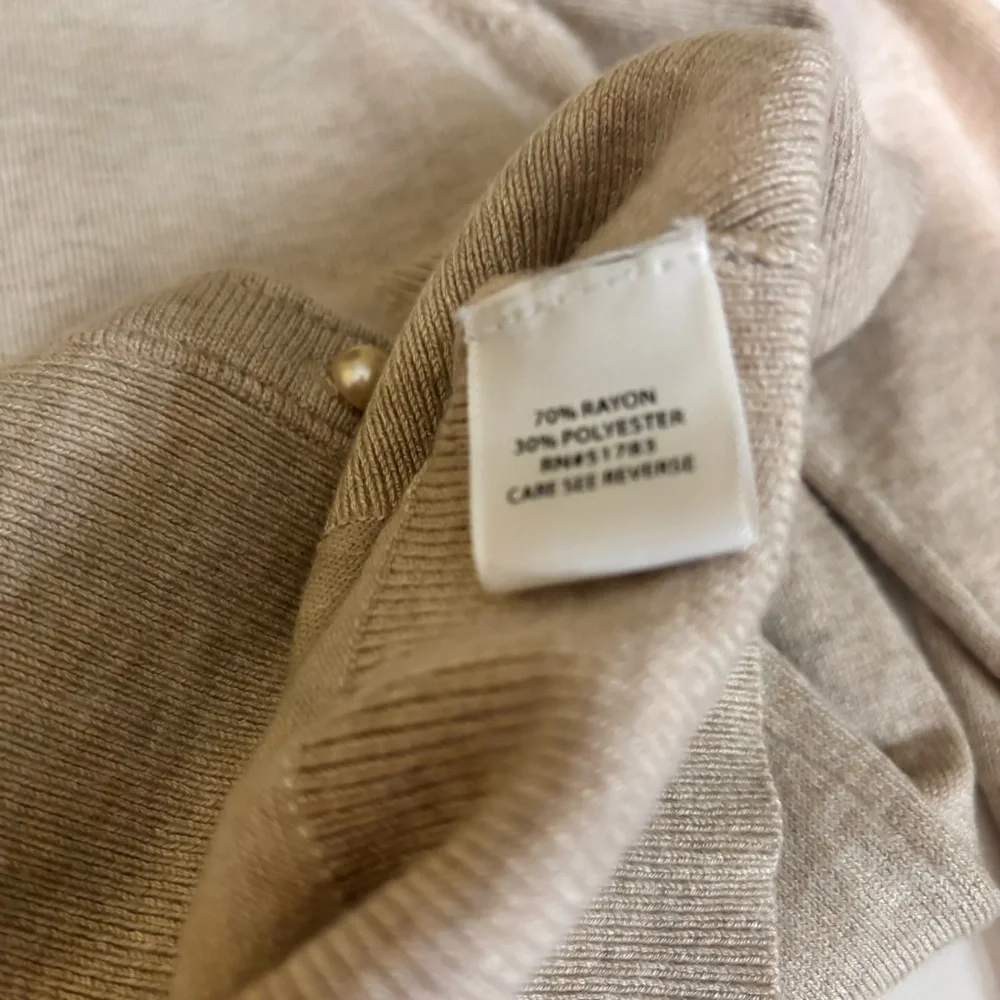 70% RAYON
30% POLYESTER
RN#51783
CARE SEE REVERSE